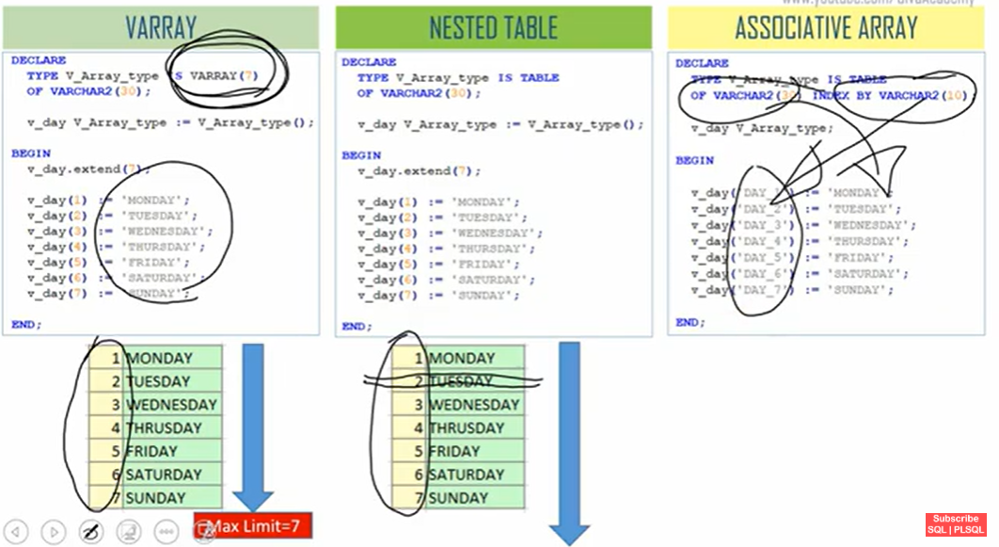 VARRAY
DECLARE
TYPE V_Array_type IS VARRAY(7)
OF VARCHAR2(30);
v_day V_Array_type := V_Array_type();
BEGIN
v_day.extend(7);
v_day(1) := 'MONDAY';
v_day(2) := 'TUESDAY';
v_day(3) := 'WEDNESDAY';
v_day(4) := 'THURSDAY';
v_day(5) := 'FRIDAY';
v_day(6) := 'SATURDAY';
v_day(7) := 'SUNDAY';
END;
1 MONDAY
2 TUESDAY
3 WEDNESDAY
4 THRUSDAY
5 FRIDAY
6 SATURDAY
7 SUNDAY
Max Limit=7
NESTED TABLE
DECLARE
TYPE V_Array_type IS TABLE
OF VARCHAR2(30);
v_day V_Array_type := V_Array_type();
BEGIN
v_day.extend(7);
v_day(1) := 'MONDAY';
v_day(2) := 'TUESDAY';
v_day(3) := 'WEDNESDAY';
v_day(4) := 'THURSDAY';
v_day(5) := 'FRIDAY';
v_day(6) := 'SATURDAY';
v_day(7) := 'SUNDAY';
END;
1 MONDAY
2 TUESDAY
3 WEDNESDAY
4 THRUSDAY
5 FRIDAY
6 SATURDAY
7 SUNDAY
ASSOCIATIVE ARRAY
DECLARE
TYPE V_Array_type IS TABLE
OF VARCHAR2(30) INDEX BY VARCHAR2(10);
v_day V_Array_type;
BEGIN
v_day('DAY_1') := 'MONDAY';
v_day('DAY_2') := 'TUESDAY';
v_day('DAY_3') := 'WEDNESDAY';
v_day('DAY_4') := 'THURSDAY';
v_day('DAY_5') := 'FRIDAY';
v_day('DAY_6') := 'SATURDAY';
v_day('DAY_7') := 'SUNDAY';
END;
Subscribe
SQL | PLSQL